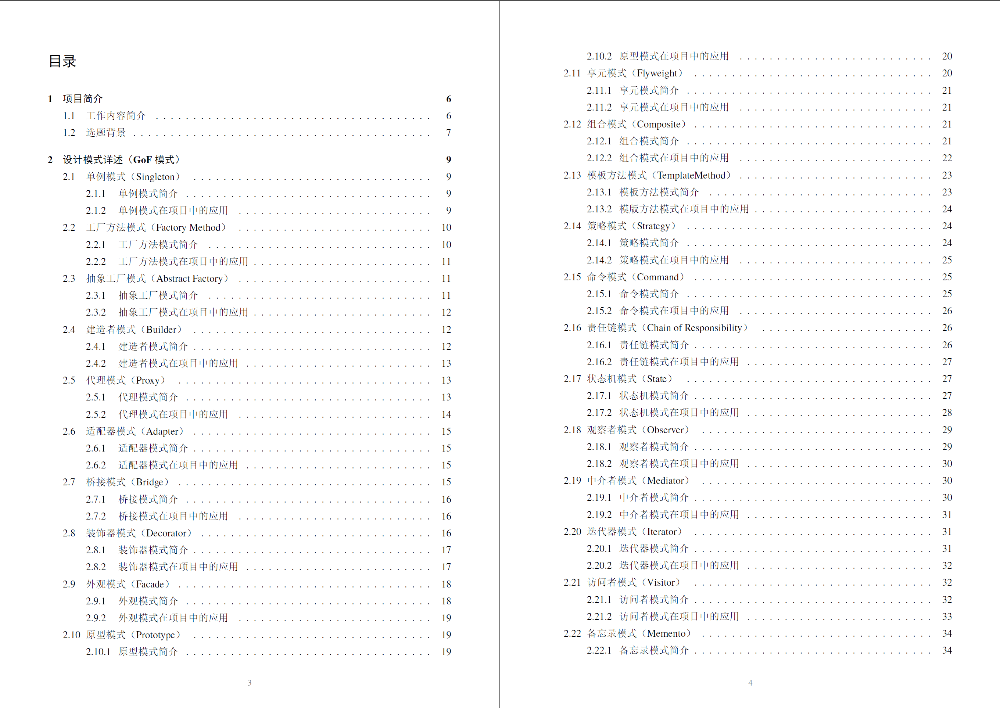 目录
1 项目简介 6
1.1 工作内容简介 . . . . . . . . . . . . . . . . . . . . 6
1.2 选题背景 . . . . . . . . . . . . . . . . . . . . 7
2 设计模式详述（GoF 模式） 9
2.1 单例模式（Singleton） . . . . . . . . . . . . . . . . . . . . 9
2.1.1 单例模式简介 . . . . . . . . . . . . . . . . . . . . 9
2.1.2 单例模式在项目中的应用 . . . . . . . . . . . . . . . . . . . . 9
2.2 工厂方法模式（Factory Method） . . . . . . . . . . . . . . . . . . . . 10
2.2.1 工厂方法模式简介 . . . . . . . . . . . . . . . . . . . . 10
2.2.2 工厂方法模式在项目中的应用 . . . . . . . . . . . . . . . . . . . . 11
2.3 抽象工厂模式（Abstract Factory） . . . . . . . . . . . . . . . . . . . . 11
2.3.1 抽象工厂模式简介 . . . . . . . . . . . . . . . . . . . . 11
2.3.2 抽象工厂模式在项目中的应用 . . . . . . . . . . . . . . . . . . . . 12
2.4 建造者模式（Builder） . . . . . . . . . . . . . . . . . . . . 12
2.4.1 建造者模式简介 . . . . . . . . . . . . . . . . . . . . 12
2.4.2 建造者模式在项目中的应用 . . . . . . . . . . . . . . . . . . . . 13
2.5 代理模式（Proxy） . . . . . . . . . . . . . . . . . . . . 13
2.5.1 代理模式简介 . . . . . . . . . . . . . . . . . . . . 13
2.5.2 代理模式在项目中的应用 . . . . . . . . . . . . . . . . . . . . 14
2.6 适配器模式（Adapter） . . . . . . . . . . . . . . . . . . . . 15
2.6.1 适配器模式简介 . . . . . . . . . . . . . . . . . . . . 15
2.6.2 适配器模式在项目中的应用 . . . . . . . . . . . . . . . . . . . . 15
2.7 桥接模式（Bridge） . . . . . . . . . . . . . . . . . . . . 15
2.7.1 桥接模式简介 . . . . . . . . . . . . . . . . . . . . 16
2.7.2 桥接模式在项目中的应用 . . . . . . . . . . . . . . . . . . . . 16
2.8 装饰器模式（Decorator） . . . . . . . . . . . . . . . . . . . . 16
2.8.1 装饰器模式简介 . . . . . . . . . . . . . . . . . . . . 17
2.8.2 装饰器模式在项目中的应用 . . . . . . . . . . . . . . . . . . . . 17
2.9 外观模式（Facade） . . . . . . . . . . . . . . . . . . . . 18
2.9.1 外观模式简介 . . . . . . . . . . . . . . . . . . . . 18
2.9.2 外观模式在项目中的应用 . . . . . . . . . . . . . . . . . . . . 19
2.10 原型模式（Prototype） . . . . . . . . . . . . . . . . . . . . 19
2.10.1 原型模式简介 . . . . . . . . . . . . . . . . . . . . 19
3
2.10.2 原型模式在项目中的应用 . . . . . . . . . . . . . . . . . . . . 20
2.11 享元模式（Flyweight） . . . . . . . . . . . . . . . . . . . . 20
2.11.1 享元模式简介 . . . . . . . . . . . . . . . . . . . . 21
2.11.2 享元模式在项目中的应用 . . . . . . . . . . . . . . . . . . . . 21
2.12 组合模式（Composite） . . . . . . . . . . . . . . . . . . . . 21
2.12.1 组合模式简介 . . . . . . . . . . . . . . . . . . . . 21
2.12.2 组合模式在项目中的应用 . . . . . . . . . . . . . . . . . . . . 22
2.13 模板方法模式（TemplateMethod） . . . . . . . . . . . . . . . . . . . . 23
2.13.1 模板方法模式简介 . . . . . . . . . . . . . . . . . . . . 23
2.13.2 模版方法模式在项目中的应用 . . . . . . . . . . . . . . . . . . . . 24
2.14 策略模式（Strategy） . . . . . . . . . . . . . . . . . . . . 24
2.14.1 策略模式简介 . . . . . . . . . . . . . . . . . . . . 24
2.14.2 策略模式在项目中的应用 . . . . . . . . . . . . . . . . . . . . 25
2.15 命令模式（Command） . . . . . . . . . . . . . . . . . . . . 25
2.15.1 命令模式简介 . . . . . . . . . . . . . . . . . . . . 25
2.15.2 命令模式在项目中的应用 . . . . . . . . . . . . . . . . . . . . 26
2.16 责任链模式（Chain of Responsibility） . . . . . . . . . . . . . . . . . . . . 26
2.16.1 责任链模式简介 . . . . . . . . . . . . . . . . . . . . 26
2.16.2 责任链模式在项目中的应用 . . . . . . . . . . . . . . . . . . . . 27
2.17 状态机模式（State） . . . . . . . . . . . . . . . . . . . . 27
2.17.1 状态机模式简介 . . . . . . . . . . . . . . . . . . . . 27
2.17.2 状态机模式在项目中的应用 . . . . . . . . . . . . . . . . . . . . 28
2.18 观察者模式（Observer） . . . . . . . . . . . . . . . . . . . . 29
2.18.1 观察者模式简介 . . . . . . . . . . . . . . . . . . . . 29
2.18.2 观察者模式在项目中的应用 . . . . . . . . . . . . . . . . . . . . 30
2.19 中介者模式（Mediator） . . . . . . . . . . . . . . . . . . . . 30
2.19.1 中介者模式简介 . . . . . . . . . . . . . . . . . . . . 30
2.19.2 中介者模式在项目中的应用 . . . . . . . . . . . . . . . . . . . . 31
2.20 迭代器模式（Iterator） . . . . . . . . . . . . . . . . . . . . 31
2.20.1 迭代器模式简介 . . . . . . . . . . . . . . . . . . . . 31
2.20.2 迭代器模式在项目中的应用 . . . . . . . . . . . . . . . . . . . . 32
2.21 访问者模式（Visitor） . . . . . . . . . . . . . . . . . . . . 32
2.21.1 访问者模式简介 . . . . . . . . . . . . . . . . . . . . 32
2.21.2 访问者模式在项目中的应用 . . . . . . . . . . . . . . . . . . . . 33
2.22 备忘录模式（Memento） . . . . . . . . . . . . . . . . . . . . 34
2.22.1 备忘录模式简介 . . . . . . . . . . . . . . . . . . . . 34
4